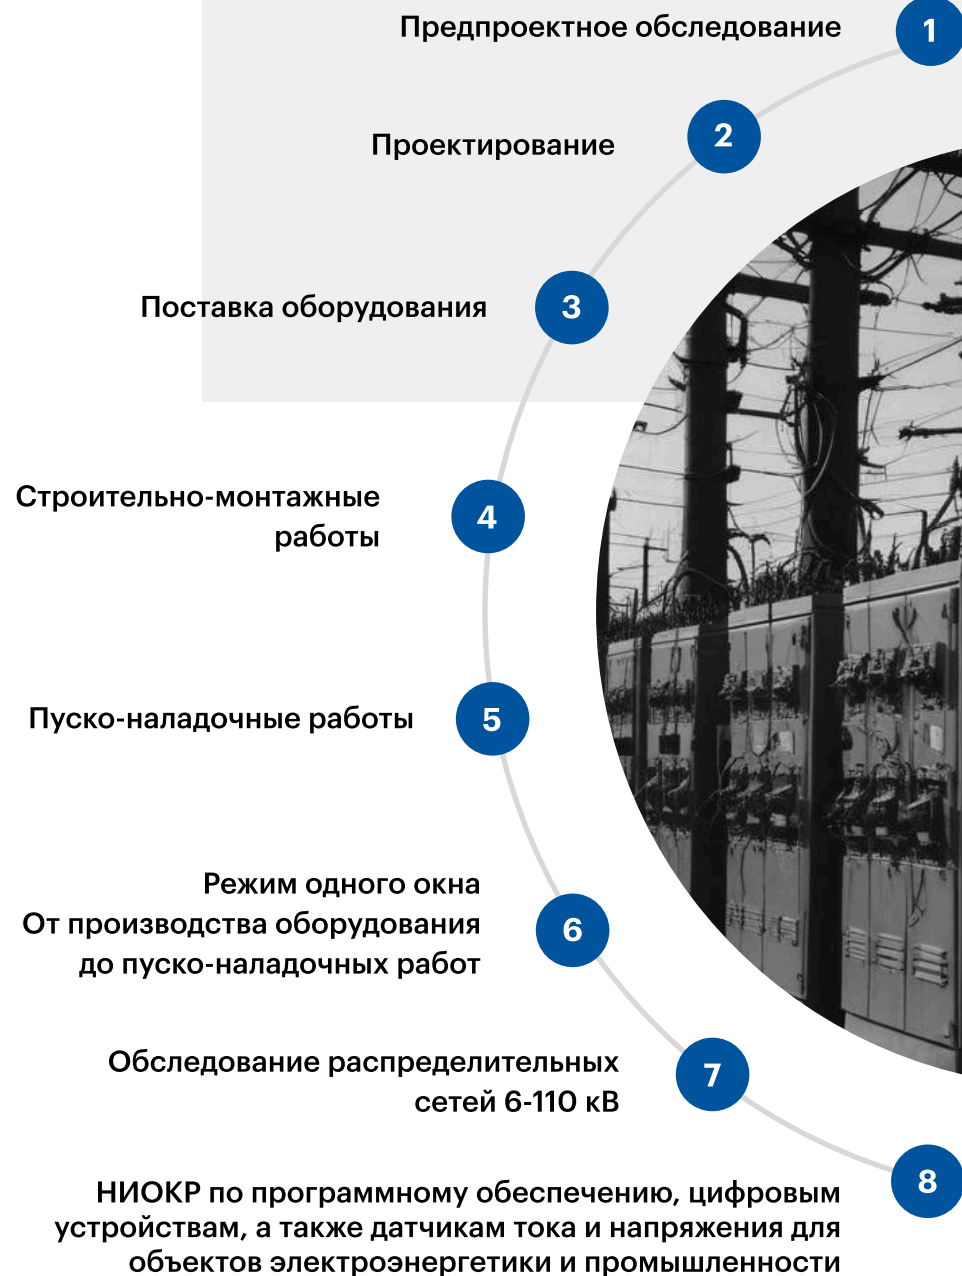 Предпроектное обследование
1
Проектирование
2
Поставка оборудования
3
Строительно-монтажные
работы
4
Пуско-наладочные работы
5
Режим одного окна
От производства оборудования
до пуско-наладочных работ
6
Обследование распределительных
сетей 6-110 кВ
7
НИОКР по программному обеспечению, цифровым
устройствам, а также датчикам тока и напряжения для
объектов электроэнергетики и промышленности
8